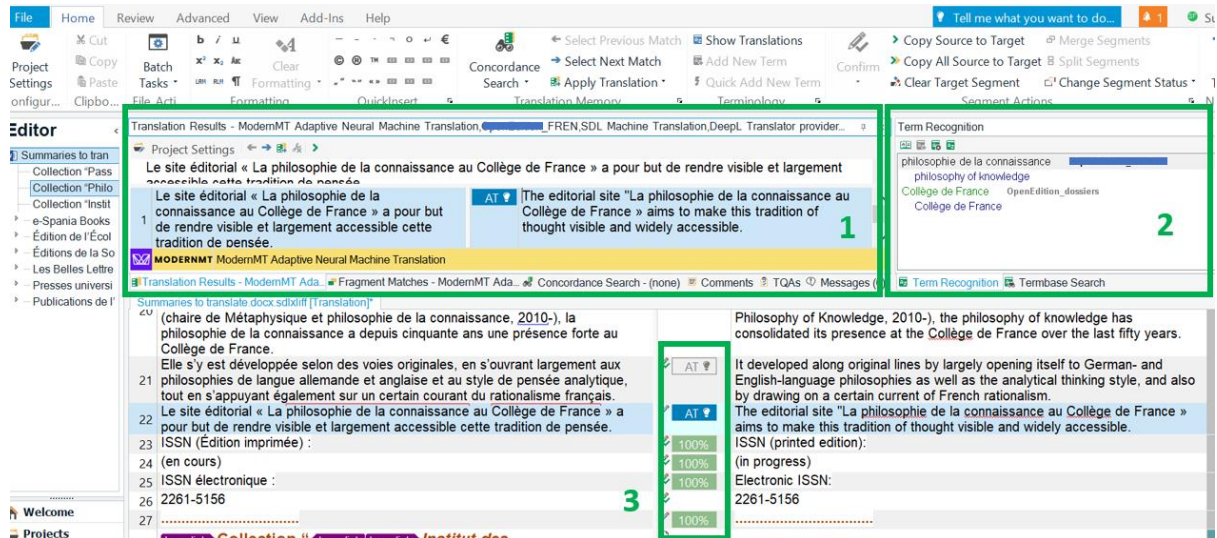 File Home Review Advanced View Add-Ins Help Tell me what you want to do... 1 Su
Cut b i u Select Previous Match Show Translations Copy Source to Target Merge Segments
Project Settings Copy Batch Tasks Clear Formatting Concordance Search Select Next Match Add New Term Confirm Copy All Source to Target Split Segments
Paste Apply Translation Quick Add New Term Clear Target Segment Change Segment Status
onfigur... Clipbo... File Acti Formatting QuickInsert Translation Memory Terminology Segment Actions
Editor
Summaries to tran
Collection "Pass
Collection "Philo
Collection "Instit
e-Spania Books
Édition de l'Écol
Éditions de la So
Les Belles Lettre
Presses universi
Publications de l'
Welcome
Projects
Translation Results - ModernMT Adaptive Neural Machine Translation, _FREN,SDL Machine Translation,DeepL Translator provider...
Project Settings
Le site éditorial « La philosophie de la connaissance au Collège de France » a pour but de rendre visible et largement
accessible cette tradition de pensée
1
Le site éditorial « La philosophie de la
connaissance au Collège de France » a pour but
de rendre visible et largement accessible cette
tradition de pensée.
AT
The editorial site "La philosophie de la connaissance au
Collège de France » aims to make this tradition of
thought visible and widely accessible.
1
MODERNMT ModernMT Adaptive Neural Machine Translation
Translation Results - ModernMT Ada... Fragment Matches - ModernMT Ada... Concordance Search - (none) Comments TQAs Messages (
Term Recognition
philosophie de la connaissance
philosophy of knowledge
Collège de France OpenEdition_dossiers
Collège de France
2
Term Recognition Termbase Search
Summaries to translate docx.sdlxliff [Translation]*
20
(chaire de Métaphysique et philosophie de la connaissance, 2010-), la
philosophie de la connaissance a depuis cinquante ans une présence forte au
Collège de France.
Philosophy of Knowledge, 2010-), the philosophy of knowledge has
consolidated its presence at the Collège de France over the last fifty years.
21
Elle s'y est développée selon des voies originales, en s'ouvrant largement aux
philosophies de langue allemande et anglaise et au style de pensée analytique,
tout en s'appuyant également sur un certain courant du rationalisme français.
AT
It developed along original lines by largely opening itself to German- and
English-language philosophies as well as the analytical thinking style, and also
by drawing on a certain current of French rationalism.
22
Le site éditorial « La philosophie de la connaissance au Collège de France » a
pour but de rendre visible et largement accessible cette tradition de pensée.
AT
The editorial site "La philosophie de la connaissance au Collège de France »
aims to make this tradition of thought visible and widely accessible.
23 ISSN (Édition imprimée) : 100% ISSN (printed edition):
24 (en cours) 100% (in progress)
25 ISSN électronique : 100% Electronic ISSN:
26 2261-5156 2261-5156
3
27 ................................. 100% .................................
Collection " Institut des